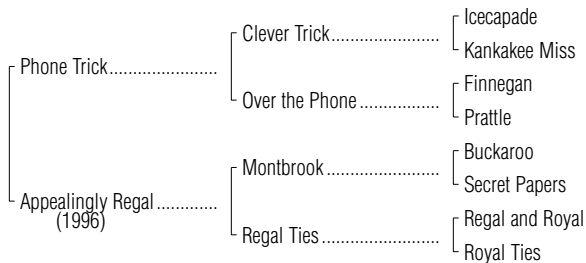 Icecapade
Clever Trick
Kankakee Miss
Phone Trick
Finnegan
Over the Phone
Prattle
Buckaroo
Montbrook
Secret Papers
Appealingly Regal
(1996)
Regal and Royal
Regal Ties
Royal Ties